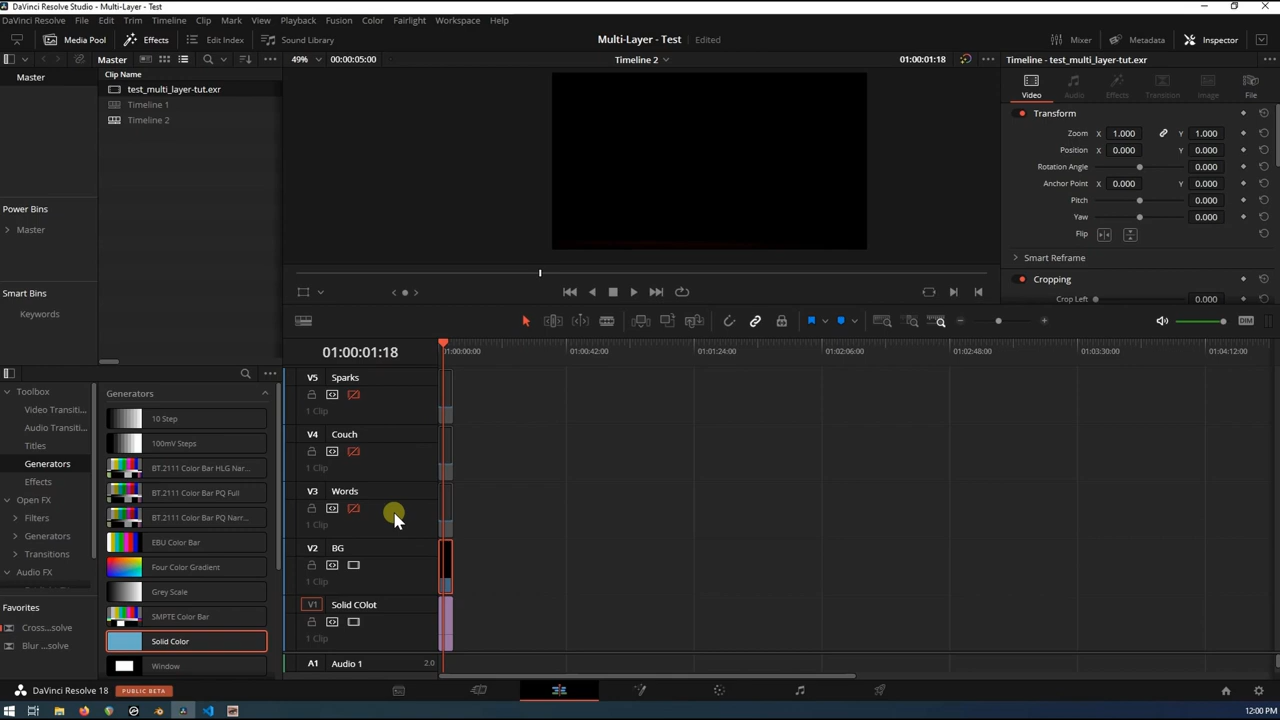 DaVinci Resolve Studio - Multi-Layer - Test
DaVinci Resolve File Edit Trim Timeline Clip Mark View Playback Fusion Color Fairlight Workspace Help
Media Pool Effects Edit Index Sound Library Multi-Layer - Test Edited Mixer Metadata Inspector
Master 49% 00:00:05:00 Timeline 2 01:00:01:18 Timeline - test_multi_layer-tut.exr
Master
Clip Name
test_multi_layer-tut.exr
Timeline 1
Timeline 2
Power Bins
Master
Smart Bins
Keywords
Video Audio Effects Transition Image File
Transform
Zoom X 1.000 Y 1.000
Position X 0.000 Y 0.000
Rotation Angle 0.000
Anchor Point X 0.000 Y 0.000
Pitch 0.000
Yaw 0.000
Flip
Smart Reframe
Cropping
Crop Left 0.000
DIM
01:00:01:18 01:00:00:00 01:00:42:00 01:01:24:00 01:02:06:00 01:02:48:00 01:03:30:00 01:04:12:00
V5 Sparks
1 Clip
V4 Couch
1 Clip
V3 Words
1 Clip
V2 BG
1 Clip
V1 Solid COlot
1 Clip
A1 Audio 1 2.0
Toolbox
Video Transiti...
Audio Transiti...
Titles
Generators
Effects
Open FX
Filters
Generators
Transitions
Audio FX
Favorites
Cross...solve
Blur ...solve
Generators
10 Step
100mV Steps
BT.2111 Color Bar HLG Nar...
BT.2111 Color Bar PQ Full
BT.2111 Color Bar PQ Narr...
EBU Color Bar
Four Color Gradient
Grey Scale
SMPTE Color Bar
Solid Color
Window
DaVinci Resolve 18 PUBLIC BETA
12:00 PM